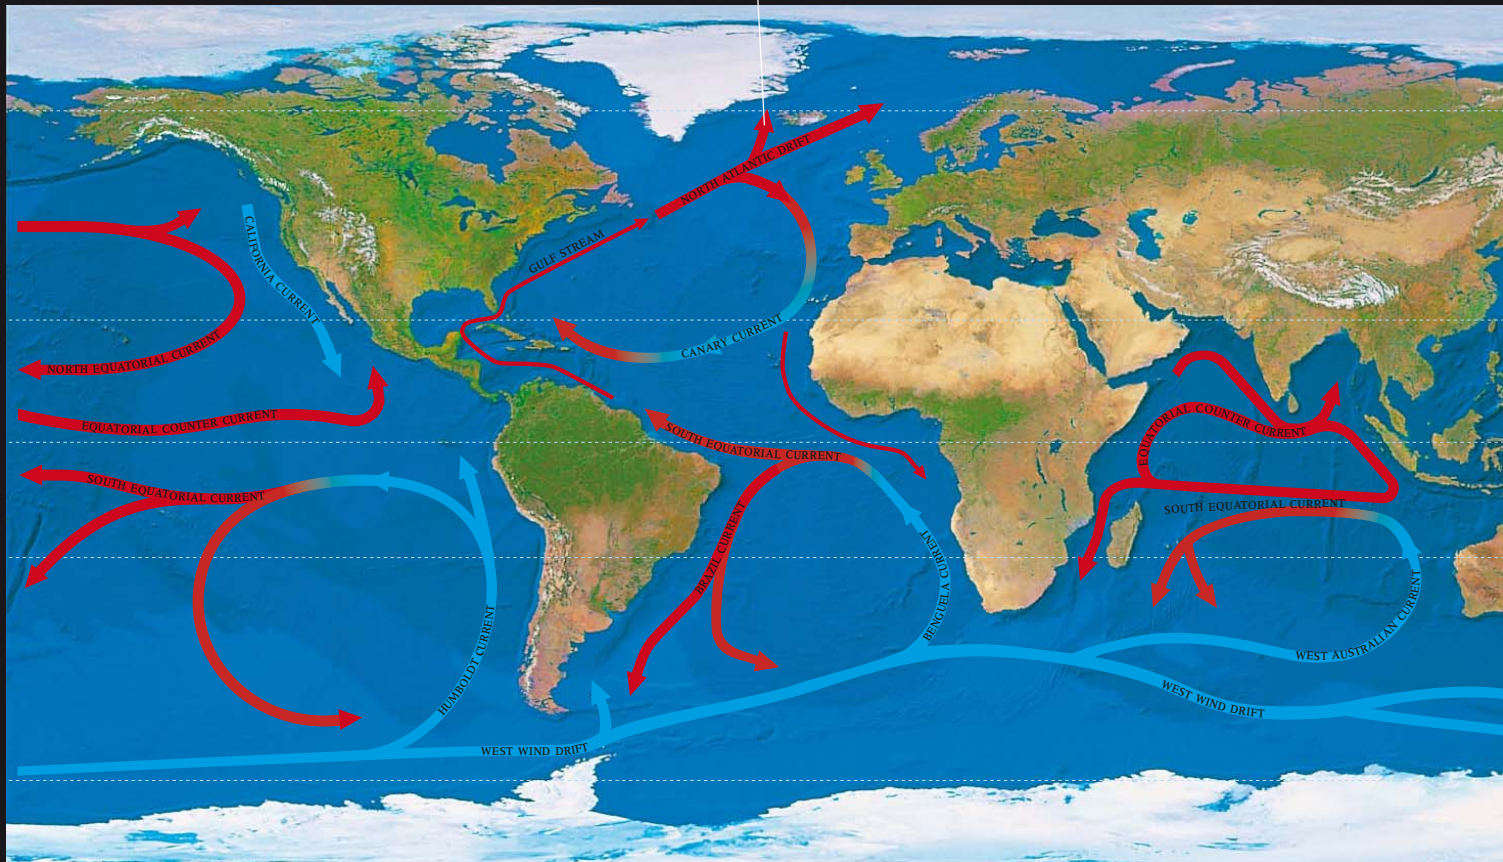 NORTH ATLANTIC DRIFT
GULF STREAM
CALIFORNIA CURRENT
CANARY CURRENT
NORTH EQUATORIAL CURRENT
EQUATORIAL COUNTER CURRENT
EQUATORIAL COUNTER CURRENT
SOUTH EQUATORIAL CURRENT
SOUTH EQUATORIAL CURRENT
SOUTH EQUATORIAL CURRENT
BRAZIL CURRENT
BENGUELA CURRENT
HUMBOLDT CURRENT
WEST AUSTRALIAN CURRENT
WEST WIND DRIFT
WEST WIND DRIFT